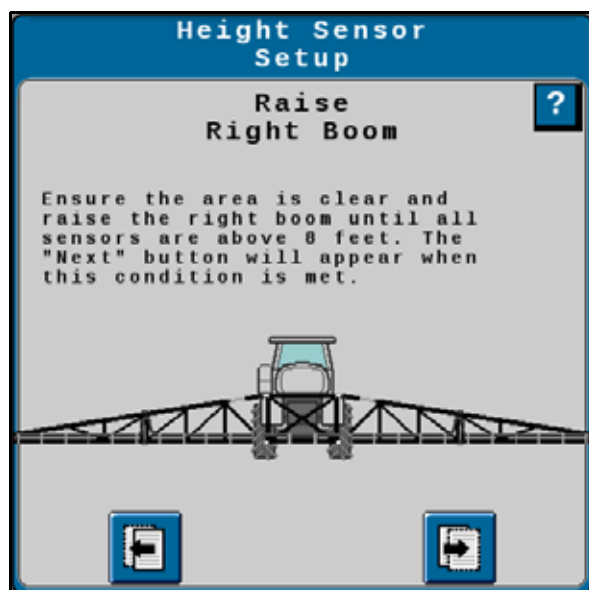 Height Sensor
Setup
Raise
Right Boom
?
Ensure the area is clear and
raise the right boom until all
sensors are above 8 feet. The
"Next" button will appear when
this condition is met.